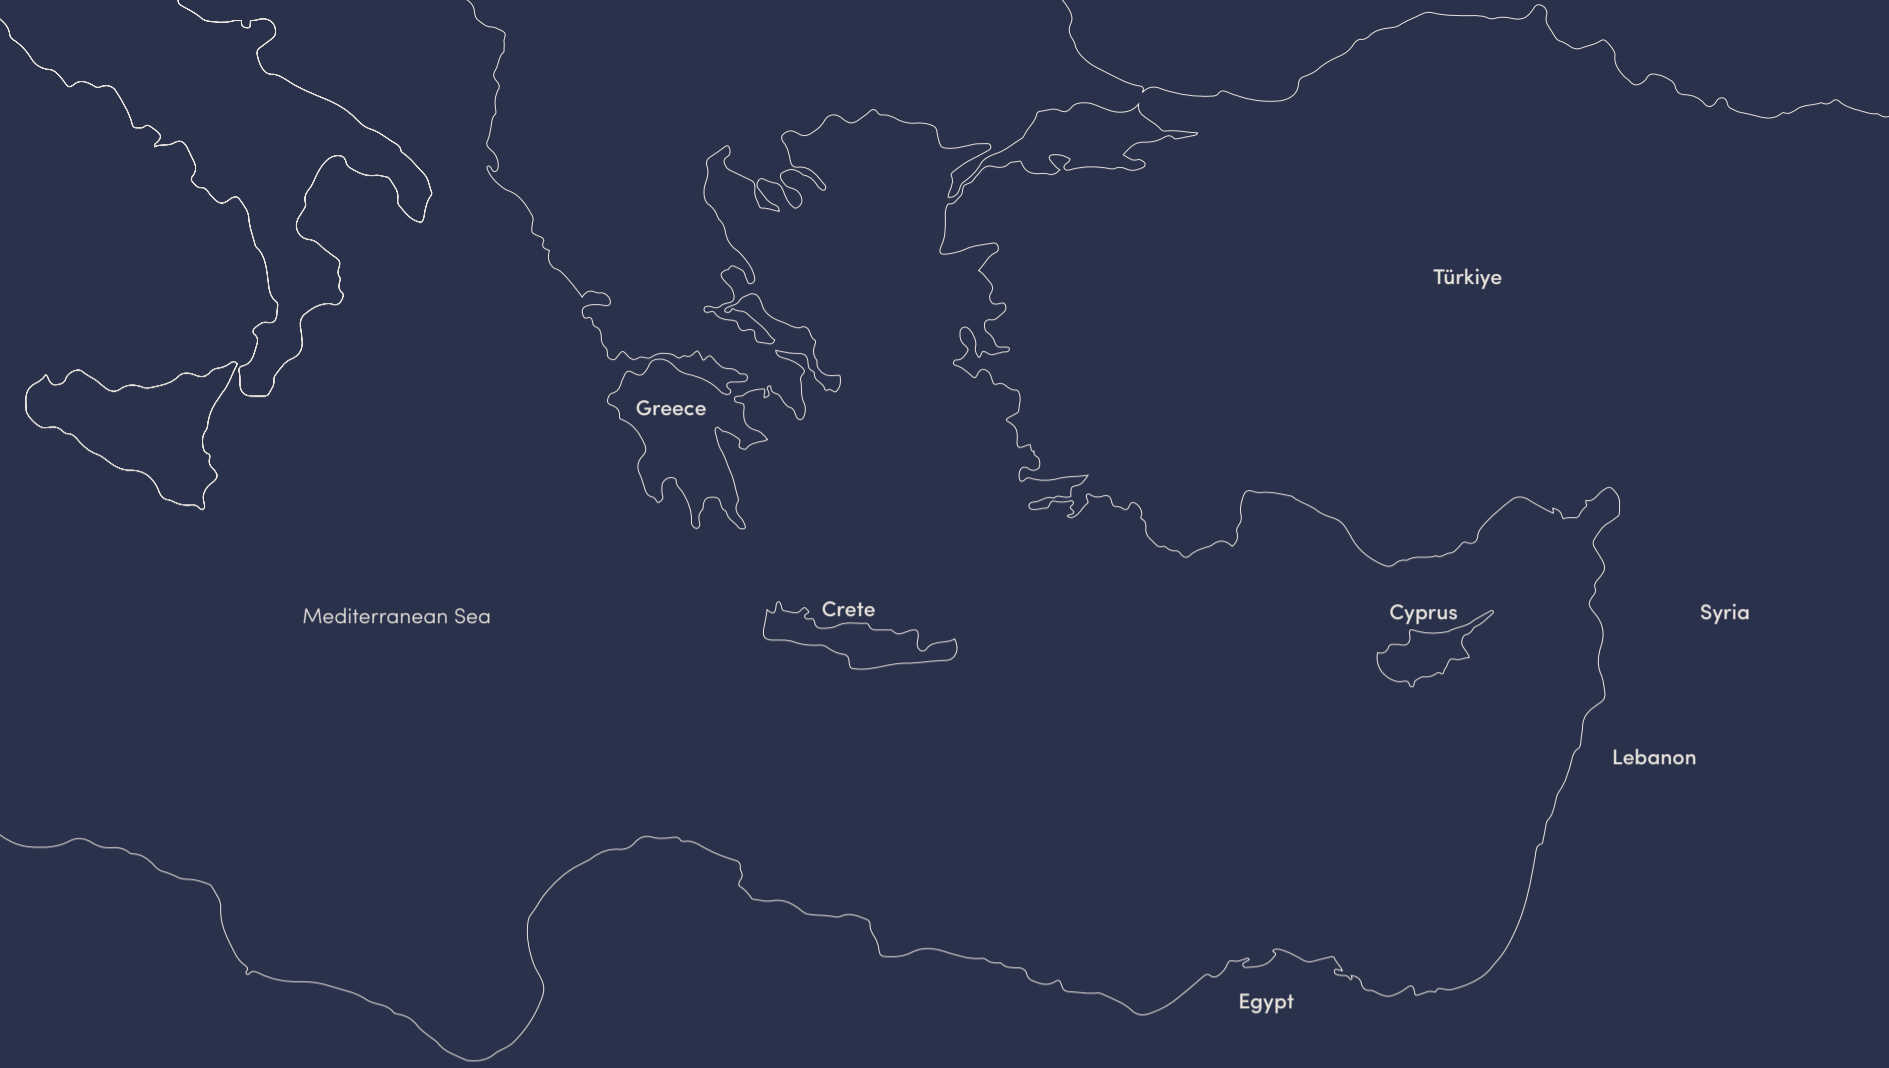 Türkiye
Greece
Crete
Cyprus
Syria
Mediterranean Sea
Lebanon
Egypt